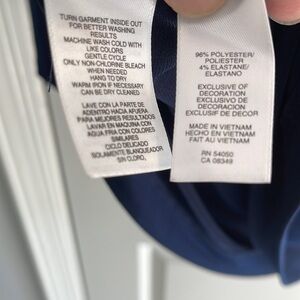 TURN GARMENT INSIDE OUT
FOR BETTER WASHING
RESULTS
MACHINE WASH COLD WITH
LIKE COLORS
GENTLE CYCLE
ONLY NON-CHLORINE BLEACH
WHEN NEEDED
HANG TO DRY
WARM IRON IF NECESSARY
CAN BE DRY CLEANED
LAVE CON LA PARTE DE
ADENTRO HACIA AFUERA
PARA MEJORES RESULTADOS
LAVAR EN MAQUINA CON
AGUA FRIA CON COLORES
SIMILARES
CICLO DELICADO
SOLAMENTE BLANQUEADOR
SIN CLORO,
96% POLYESTER/
POLIESTER
4% ELASTANE/
ELASTANO
EXCLUSIVE OF
DECORATION
EXCLUSIVO DE
DECORACION
EXCLUSIF DE DECOR
MADE IN VIETNAM
HECHO EN VIETNAM
FAIT AU VIETNAM
RN 54050
CA 08349